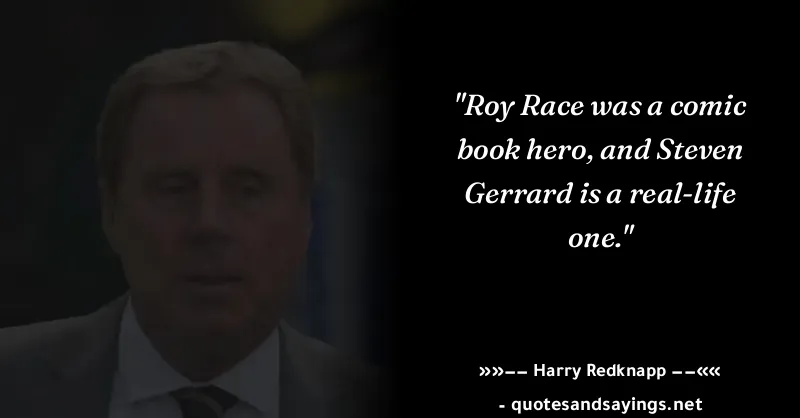 "Roy Race was a comic
book hero, and Steven
Gerrard is a real-life
one."
»»−− Harry Redknapp −−««
- quotesandsayings.net